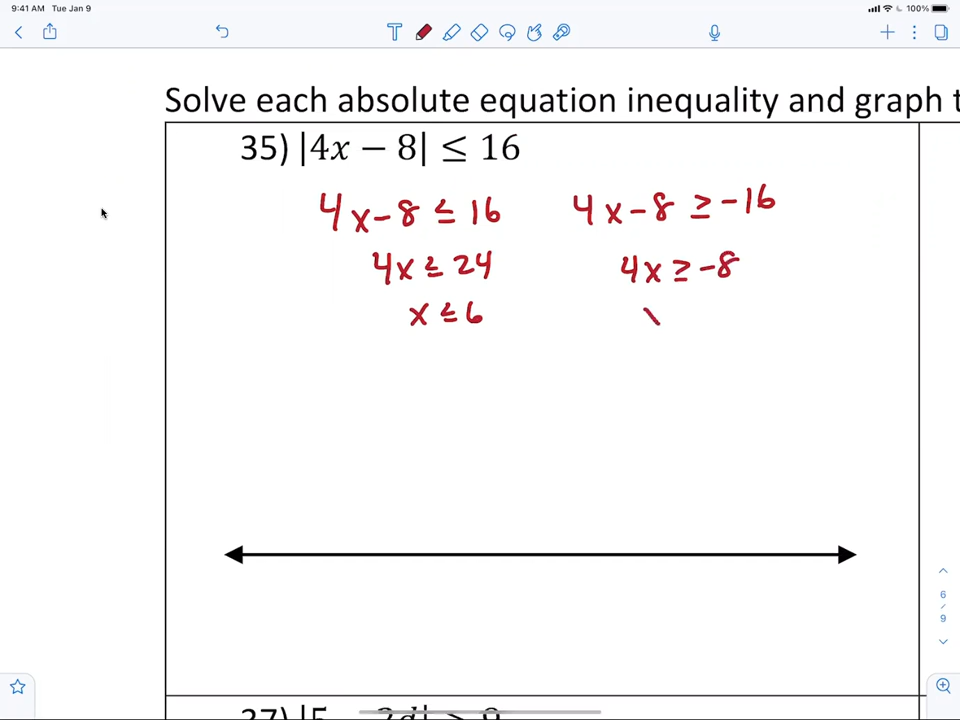 9:41 AM Tue Jan 9 100%
Solve each absolute equation inequality and graph t
35) |4x − 8| ≤ 16
4x-8 ≤ 16 4x-8 ≥ -16
4x ≤ 24 4x ≥ -8
x ≤ 6
6
/
9